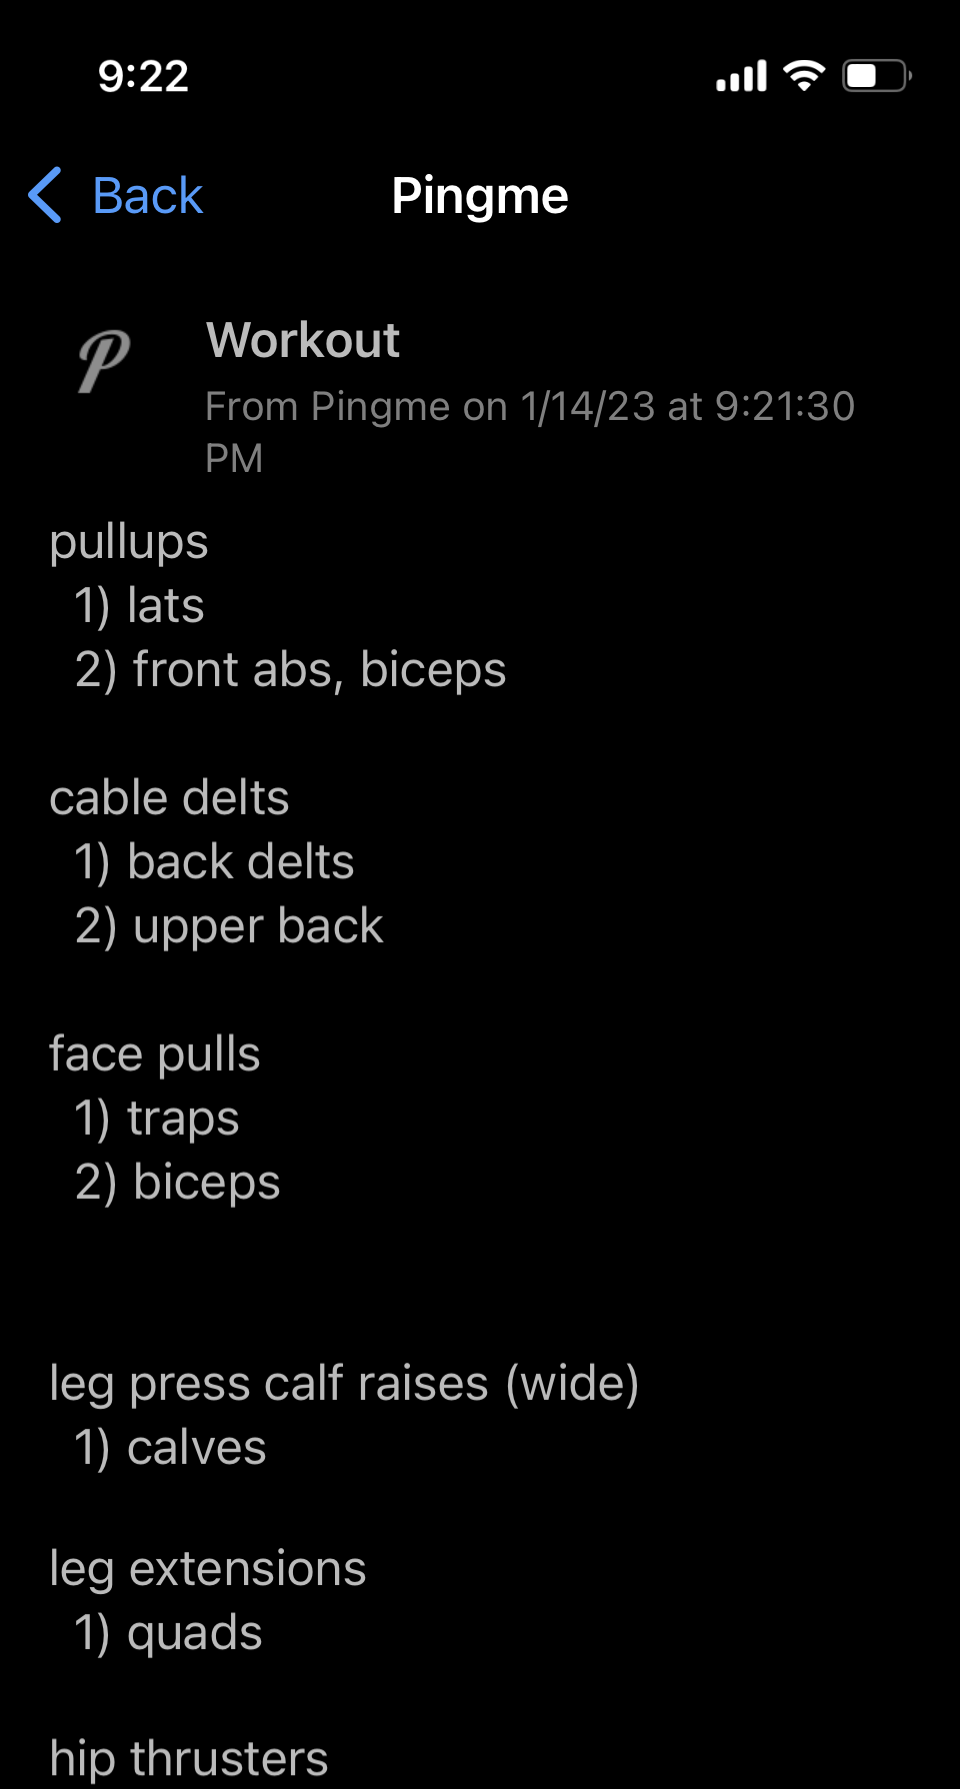 9:22
Back
Pingme
P
Workout
From Pingme on 1/14/23 at 9:21:30
PM
pullups
1) lats
2) front abs, biceps
cable delts
1) back delts
2) upper back
face pulls
1) traps
2) biceps
leg press calf raises (wide)
1) calves
leg extensions
1) quads
hip thrusters